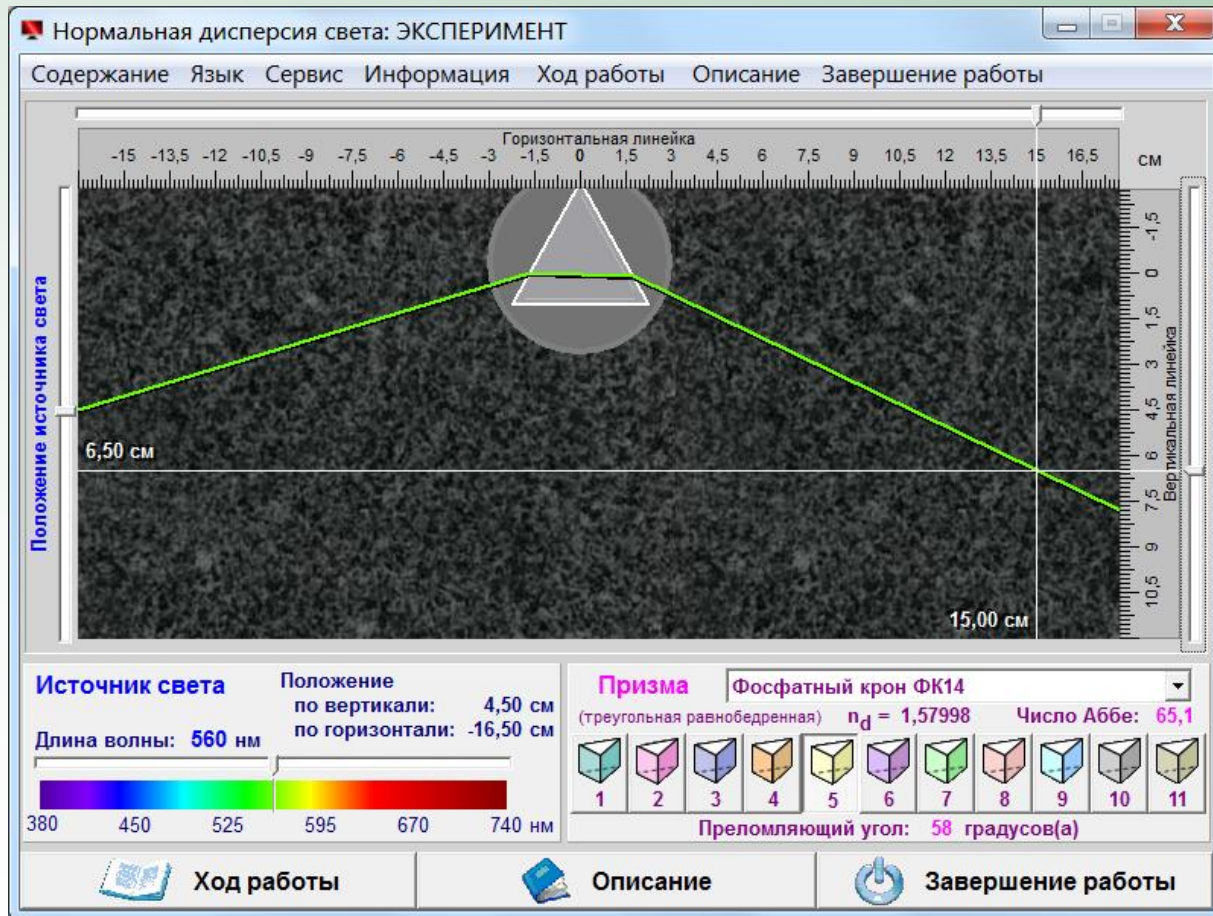 Нормальная дисперсия света: ЭКСПЕРИМЕНТ
Содержание Язык Сервис Информация Ход работы Описание Завершение работы
Горизонтальная линейка
-15 -13,5 -12 -10,5 -9 -7,5 -6 -4,5 -3 -1,5 0 1,5 3 4,5 6 7,5 9 10,5 12 13,5 15 16,5 см
Положение источника света
6,50 см
15,00 см
-1,5 0 1,5 3 4,5 6 7,5 9 10,5
Вертикальная линейка
Источник света
Положение
по вертикали: 4,50 см
по горизонтали: -16,50 см
Длина волны: 560 нм
380 450 525 595 670 740 нм
Призма Фосфатный крон ФК14
(треугольная равнобедренная) nd = 1,57998 Число Аббе: 65,1
1 2 3 4 5 6 7 8 9 10 11
Преломляющий угол: 58 градусов(а)
Ход работы Описание Завершение работы